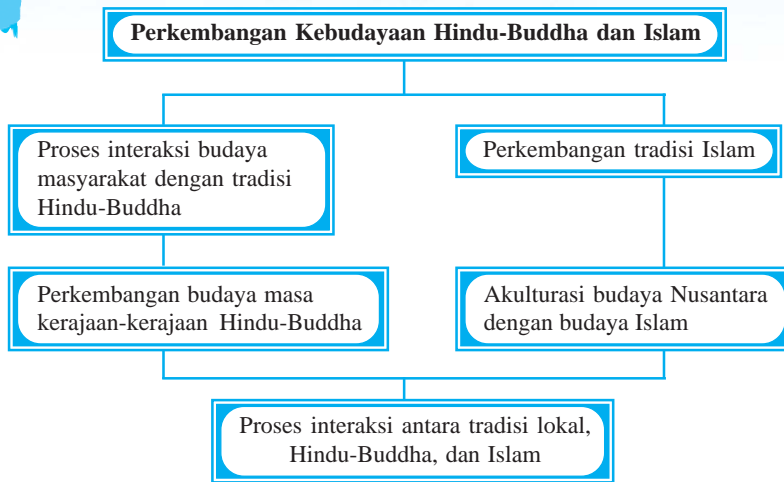 Perkembangan Kebudayaan Hindu-Buddha dan Islam
Proses interaksi budaya
masyarakat dengan tradisi
Hindu-Buddha
Perkembangan tradisi Islam
Perkembangan budaya masa
kerajaan-kerajaan Hindu-Buddha
Akulturasi budaya Nusantara
dengan budaya Islam
Proses interaksi antara tradisi lokal,
Hindu-Buddha, dan Islam